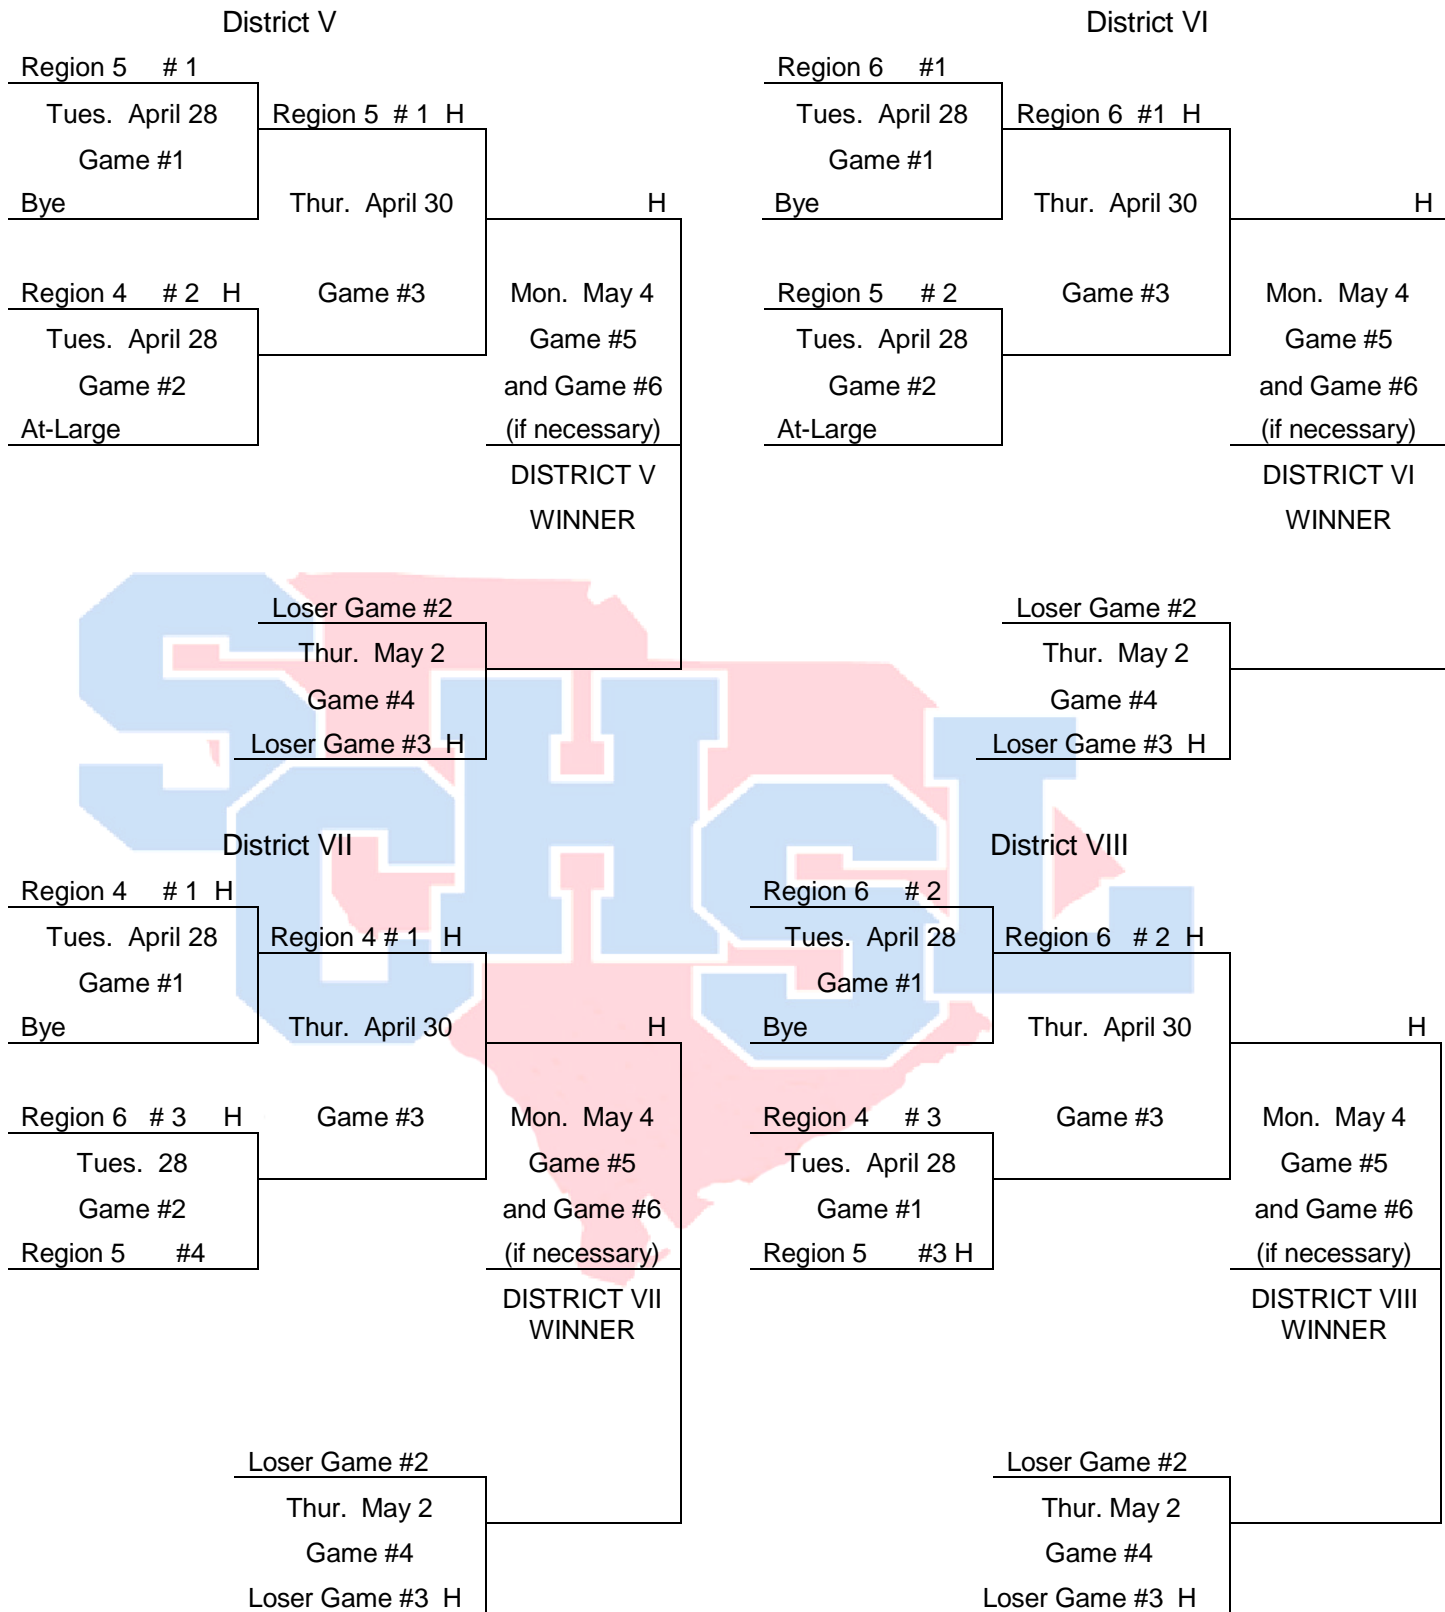 District V
Region 5 # 1
Tues. April 28
Region 5 # 1 H
Game #1
Bye
Thur. April 30
H
Region 4 # 2 H
Game #3
Mon. May 4
Tues. April 28
Game #5
Game #2
and Game #6
At-Large
(if necessary)
DISTRICT V
WINNER
Loser Game #2
Thur. May 2
Game #4
Loser Game #3 H
District VI
Region 6 #1
Tues. April 28
Region 6 #1 H
Game #1
Bye
Thur. April 30
H
Region 5 # 2
Game #3
Mon. May 4
Tues. April 28
Game #5
Game #2
and Game #6
At-Large
(if necessary)
DISTRICT VI
WINNER
Loser Game #2
Thur. May 2
Game #4
Loser Game #3 H
SCHSL
District VII
Region 4 # 1 H
Tues. April 28
Region 4 # 1 H
Game #1
Bye
Thur. April 30
H
Region 6 # 3 H
Game #3
Mon. May 4
Tues. 28
Game #5
Game #2
and Game #6
Region 5 #4
(if necessary)
DISTRICT VII
WINNER
Loser Game #2
Thur. May 2
Game #4
Loser Game #3 H
District VIII
Region 6 # 2
Tues. April 28
Region 6 # 2 H
Game #1
Bye
Thur. April 30
H
Region 4 # 3
Game #3
Mon. May 4
Tues. April 28
Game #5
Game #1
and Game #6
Region 5 #3 H
(if necessary)
DISTRICT VIII
WINNER
Loser Game #2
Thur. May 2
Game #4
Loser Game #3 H